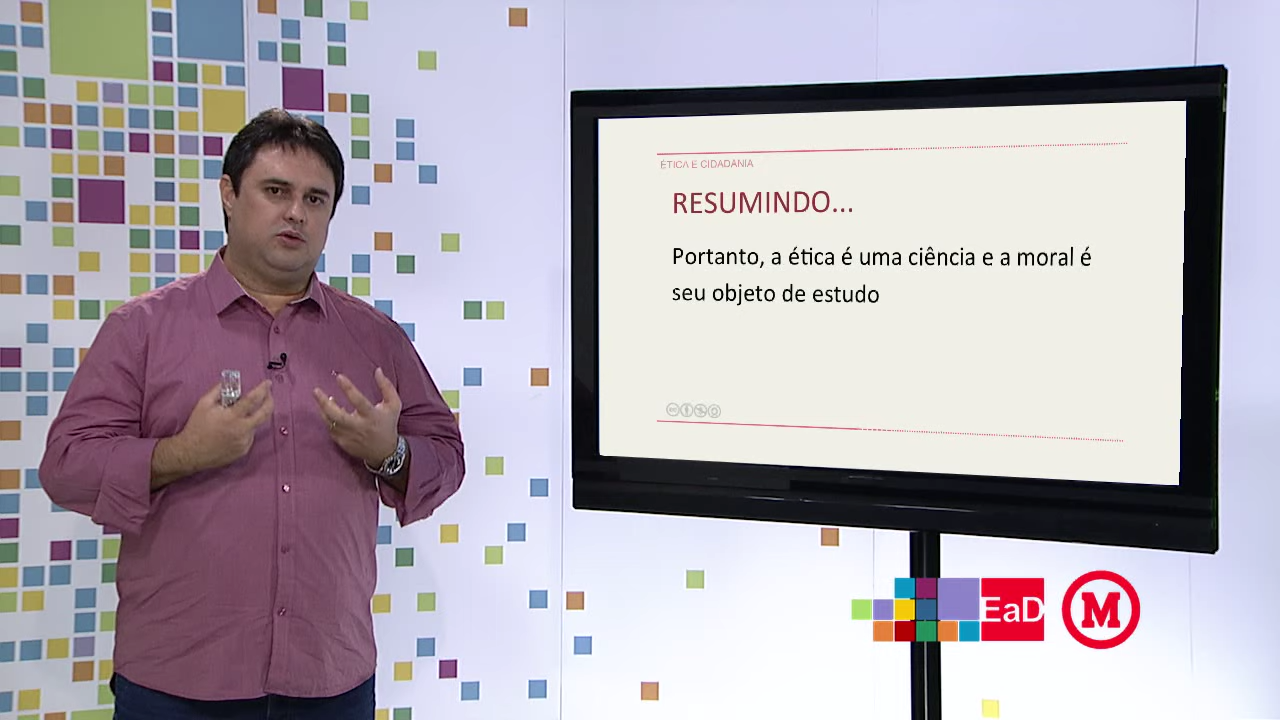 ÉTICA E CIDADANIA
RESUMINDO...
Portanto, a ética é uma ciência e a moral é
seu objeto de estudo
EaD
M